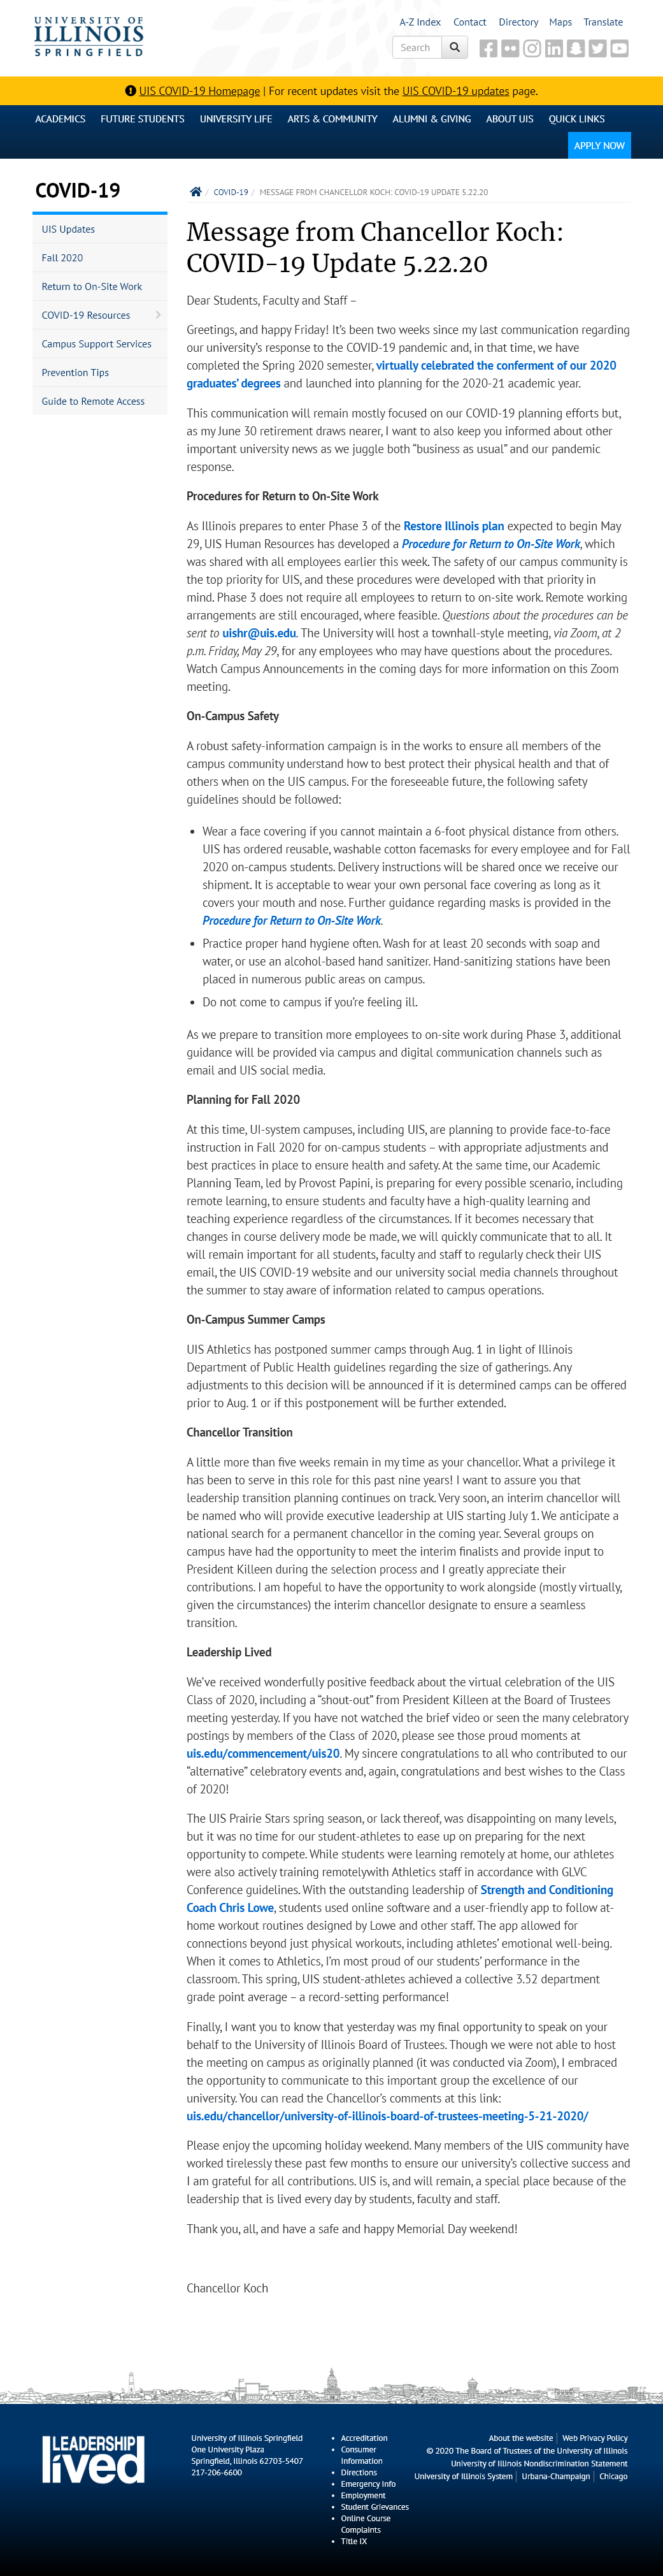 UNIVERSITY OF
ILLINOIS
SPRINGFIELD
A-Z Index Contact Directory Maps Translate
Search
UIS COVID-19 Homepage | For recent updates visit the UIS COVID-19 updates page.
ACADEMICS FUTURE STUDENTS UNIVERSITY LIFE ARTS & COMMUNITY ALUMNI & GIVING ABOUT UIS QUICK LINKS
APPLY NOW
COVID-19
UIS Updates
Fall 2020
Return to On-Site Work
COVID-19 Resources
Campus Support Services
Prevention Tips
Guide to Remote Access
/ COVID-19 / MESSAGE FROM CHANCELLOR KOCH: COVID-19 UPDATE 5.22.20
Message from Chancellor Koch:
COVID-19 Update 5.22.20
Dear Students, Faculty and Staff –
Greetings, and happy Friday! It's been two weeks since my last communication regarding
our university's response to the COVID-19 pandemic and, in that time, we have
completed the Spring 2020 semester, virtually celebrated the conferment of our 2020
graduates' degrees and launched into planning for the 2020-21 academic year.
This communication will remain mostly focused on our COVID-19 planning efforts but,
as my June 30 retirement draws nearer, I want to also keep you informed about other
important university news as we juggle both "business as usual" and our pandemic
response.
Procedures for Return to On-Site Work
As Illinois prepares to enter Phase 3 of the Restore Illinois plan expected to begin May
29, UIS Human Resources has developed a Procedure for Return to On-Site Work, which
was shared with all employees earlier this week. The safety of our campus community is
the top priority for UIS, and these procedures were developed with that priority in
mind. Phase 3 does not require all employees to return to on-site work. Remote working
arrangements are still encouraged, where feasible. Questions about the procedures can be
sent to uishr@uis.edu. The University will host a townhall-style meeting, via Zoom, at 2
p.m. Friday, May 29, for any employees who may have questions about the procedures.
Watch Campus Announcements in the coming days for more information on this Zoom
meeting.
On-Campus Safety
A robust safety-information campaign is in the works to ensure all members of the
campus community understand how to best protect their physical health and that of
others when on the UIS campus. For the foreseeable future, the following safety
guidelines should be followed:
• Wear a face covering if you cannot maintain a 6-foot physical distance from others.
UIS has ordered reusable, washable cotton facemasks for every employee and for Fall
2020 on-campus students. Delivery instructions will be shared once we receive our
shipment. It is acceptable to wear your own personal face covering as long as it
covers your mouth and nose. Further guidance regarding masks is provided in the
Procedure for Return to On-Site Work.
• Practice proper hand hygiene often. Wash for at least 20 seconds with soap and
water, or use an alcohol-based hand sanitizer. Hand-sanitizing stations have been
placed in numerous public areas on campus.
• Do not come to campus if you're feeling ill.
As we prepare to transition more employees to on-site work during Phase 3, additional
guidance will be provided via campus and digital communication channels such as
email and UIS social media.
Planning for Fall 2020
At this time, UI-system campuses, including UIS, are planning to provide face-to-face
instruction in Fall 2020 for on-campus students – with appropriate adjustments and
best practices in place to ensure health and safety. At the same time, our Academic
Planning Team, led by Provost Papini, is preparing for every possible scenario, including
remote learning, to ensure students and faculty have a high-quality learning and
teaching experience regardless of the circumstances. If it becomes necessary that
changes in course delivery mode be made, we will quickly communicate that to all. It
will remain important for all students, faculty and staff to regularly check their UIS
email, the UIS COVID-19 website and our university social media channels throughout
the summer to stay aware of information related to campus operations.
On-Campus Summer Camps
UIS Athletics has postponed summer camps through Aug. 1 in light of Illinois
Department of Public Health guidelines regarding the size of gatherings. Any
adjustments to this decision will be announced if it is determined camps can be offered
prior to Aug. 1 or if this postponement will be further extended.
Chancellor Transition
A little more than five weeks remain in my time as your chancellor. What a privilege it
has been to serve in this role for this past nine years! I want to assure you that
leadership transition planning continues on track. Very soon, an interim chancellor will
be named who will provide executive leadership at UIS starting July 1. We anticipate a
national search for a permanent chancellor in the coming year. Several groups on
campus have had the opportunity to meet the interim finalists and provide input to
President Killeen during the selection process and I greatly appreciate their
contributions. I am hopeful to have the opportunity to work alongside (mostly virtually,
given the circumstances) the interim chancellor designate to ensure a seamless
transition.
Leadership Lived
We've received wonderfully positive feedback about the virtual celebration of the UIS
Class of 2020, including a "shout-out" from President Killeen at the Board of Trustees
meeting yesterday. If you have not watched the brief video or seen the many celebratory
postings by members of the Class of 2020, please see those proud moments at
uis.edu/commencement/uis20. My sincere congratulations to all who contributed to our
"alternative" celebratory events and, again, congratulations and best wishes to the Class
of 2020!
The UIS Prairie Stars spring season, or lack thereof, was disappointing on many levels,
but it was no time for our student-athletes to ease up on preparing for the next
opportunity to compete. While students were learning remotely at home, our athletes
were also actively training remotelywith Athletics staff in accordance with GLVC
Conference guidelines. With the outstanding leadership of Strength and Conditioning
Coach Chris Lowe, students used online software and a user-friendly app to follow at-
home workout routines designed by Lowe and other staff. The app allowed for
connections beyond just physical workouts, including athletes' emotional well-being.
When it comes to Athletics, I'm most proud of our students' performance in the
classroom. This spring, UIS student-athletes achieved a collective 3.52 department
grade point average – a record-setting performance!
Finally, I want you to know that yesterday was my final opportunity to speak on your
behalf to the University of Illinois Board of Trustees. Though we were not able to host
the meeting on campus as originally planned (it was conducted via Zoom), I embraced
the opportunity to communicate to this important group the excellence of our
university. You can read the Chancellor's comments at this link:
uis.edu/chancellor/university-of-illinois-board-of-trustees-meeting-5-21-2020/
Please enjoy the upcoming holiday weekend. Many members of the UIS community have
worked tirelessly these past few months to ensure our university's collective success and
I am grateful for all contributions. UIS is, and will remain, a special place because of the
leadership that is lived every day by students, faculty and staff.
Thank you, all, and have a safe and happy Memorial Day weekend!
Chancellor Koch
LEADERSHIP
lived
University of Illinois Springfield
One University Plaza
Springfield, Illinois 62703-5407
217-206-6600
• Accreditation
• Consumer
Information
• Directions
• Emergency Info
• Employment
• Student Grievances
• Online Course
Complaints
• Title IX
About the website | Web Privacy Policy
© 2020 The Board of Trustees of the University of Illinois
University of Illinois Nondiscrimination Statement
University of Illinois System | Urbana-Champaign | Chicago